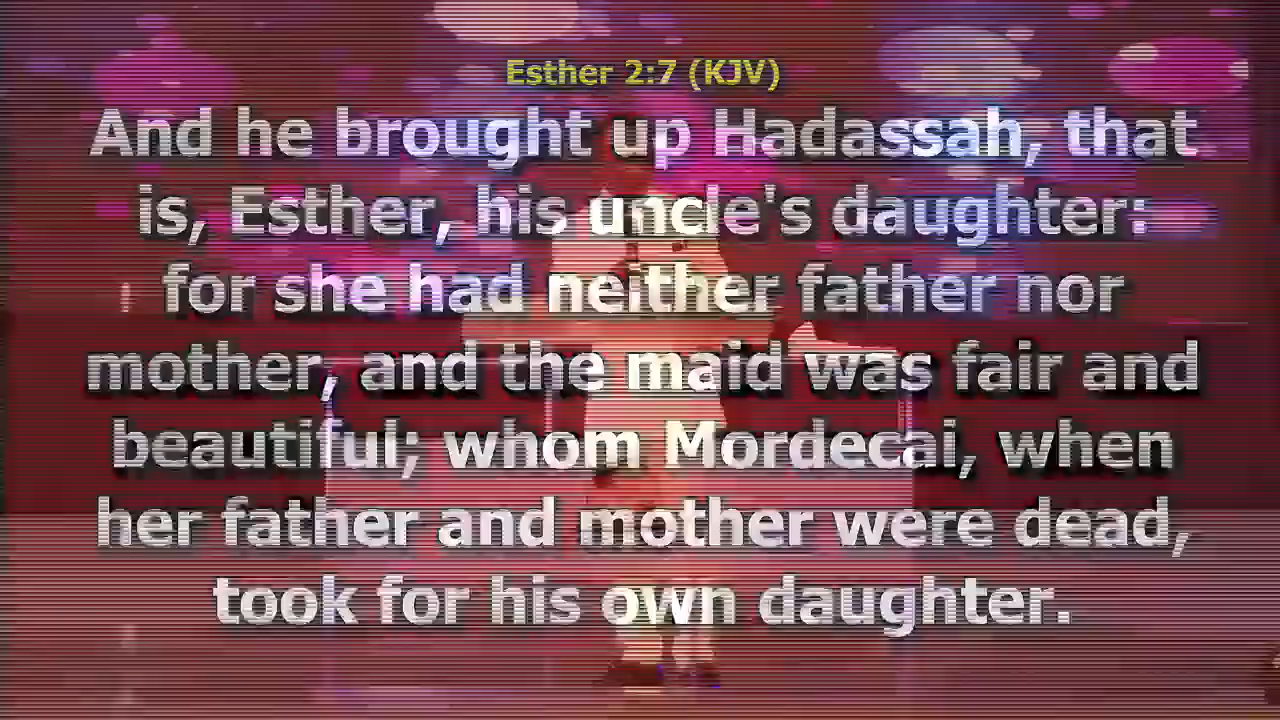 Esther 2:7 (KJV)
And he brought up Hadassah, that
is, Esther, his uncle's daughter:
for she had neither father nor
mother, and the maid was fair and
beautiful; whom Mordecai, when
her father and mother were dead,
took for his own daughter.